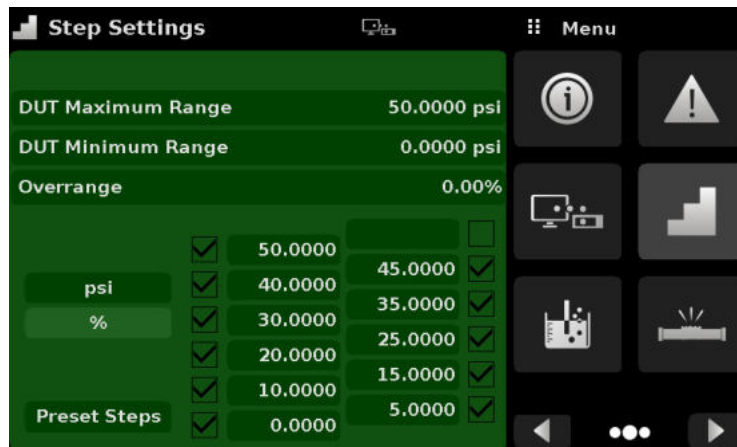 Step Settings
Menu
DUT Maximum Range 50.0000 psi
DUT Minimum Range 0.0000 psi
Overrange 0.00%
50.0000
45.0000
psi
40.0000
35.0000
%
30.0000
25.0000
20.0000
15.0000
10.0000
5.0000
Preset Steps
0.0000